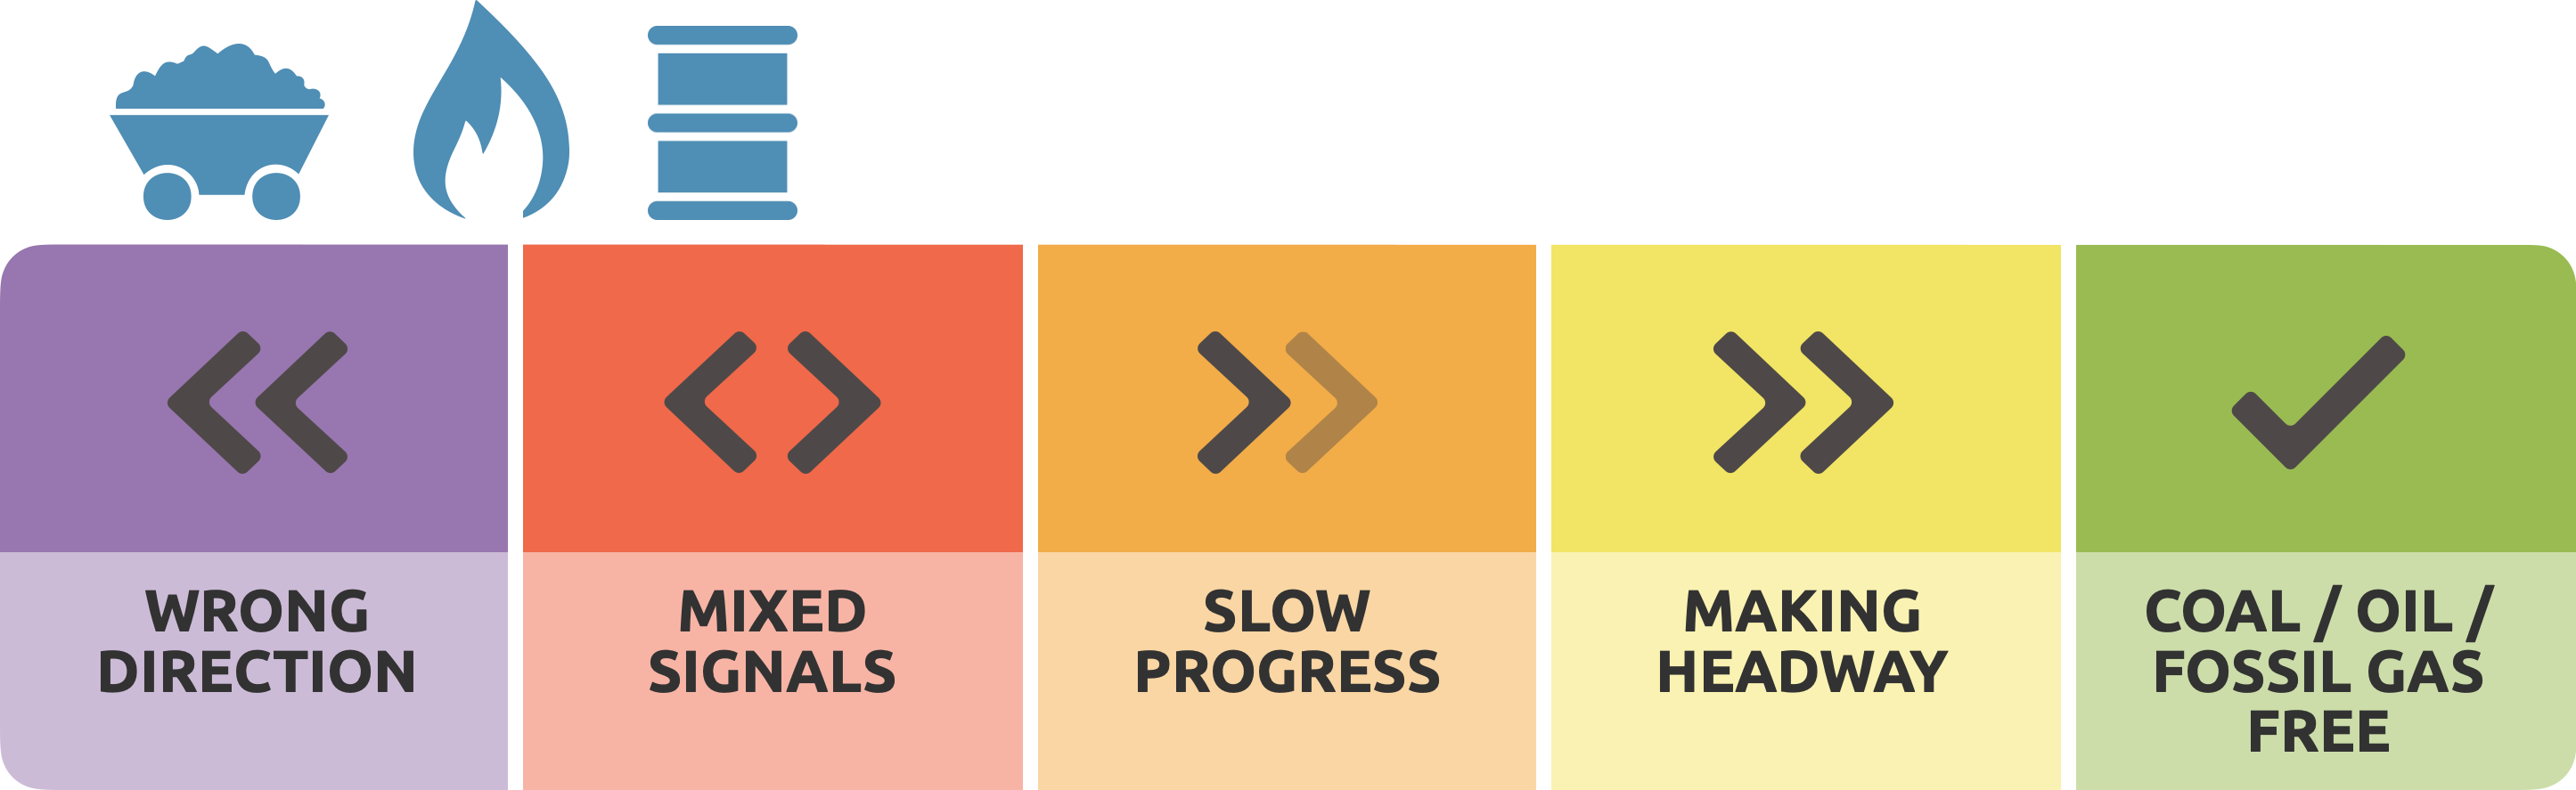 WRONG
DIRECTION
MIXED
SIGNALS
SLOW
PROGRESS
MAKING
HEADWAY
COAL / OIL /
FOSSIL GAS
FREE